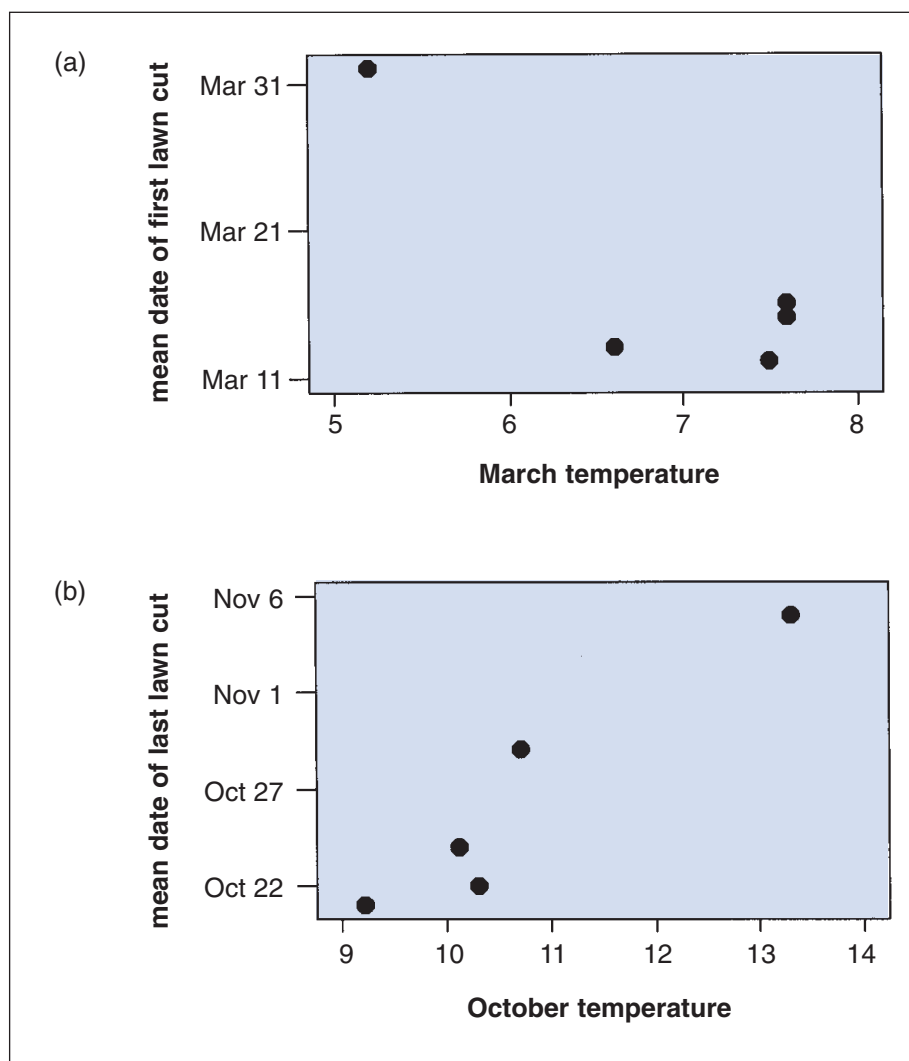 (a)
mean date of first lawn cut
Mar 31
Mar 21
Mar 11
5 6 7 8
March temperature
(b)
mean date of last lawn cut
Nov 6
Nov 1
Oct 27
Oct 22
9 10 11 12 13 14
October temperature